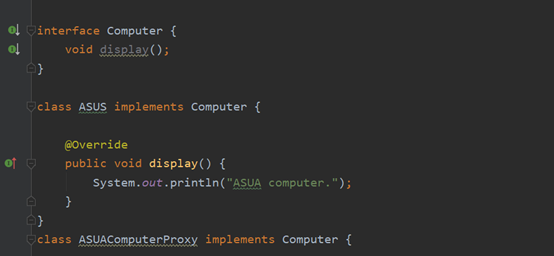 interface Computer {
void display();
}
class ASUS implements Computer {
@Override
public void display() {
System.out.println("ASUA computer.");
}
}
class ASUAComputerProxy implements Computer {